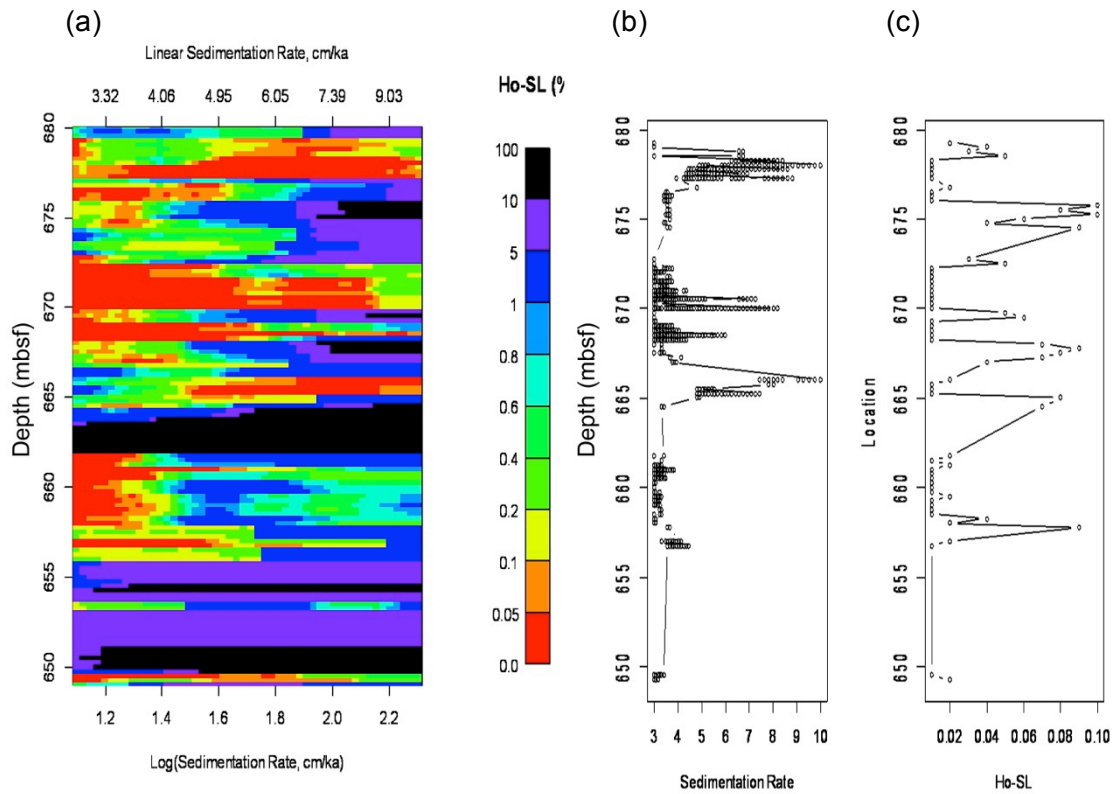 (a)
(b)
(c)
Linear Sedimentation Rate, cm/ka
3.32 4.06 4.95 6.05 7.39 9.03
Depth (mbsf)
680
675
670
665
660
655
650
1.2 1.4 1.6 1.8 2.0 2.2
Log(Sedimentation Rate, cm/ka)
Ho-SL (%
100
10
5
1
0.8
0.6
0.4
0.2
0.1
0.05
0.0
Depth (mbsf)
680
675
670
665
660
655
650
3 4 5 6 7 8 9 10
Sedimentation Rate
Location
680
675
670
665
660
655
650
0.02 0.04 0.06 0.08 0.10
Ho-SL